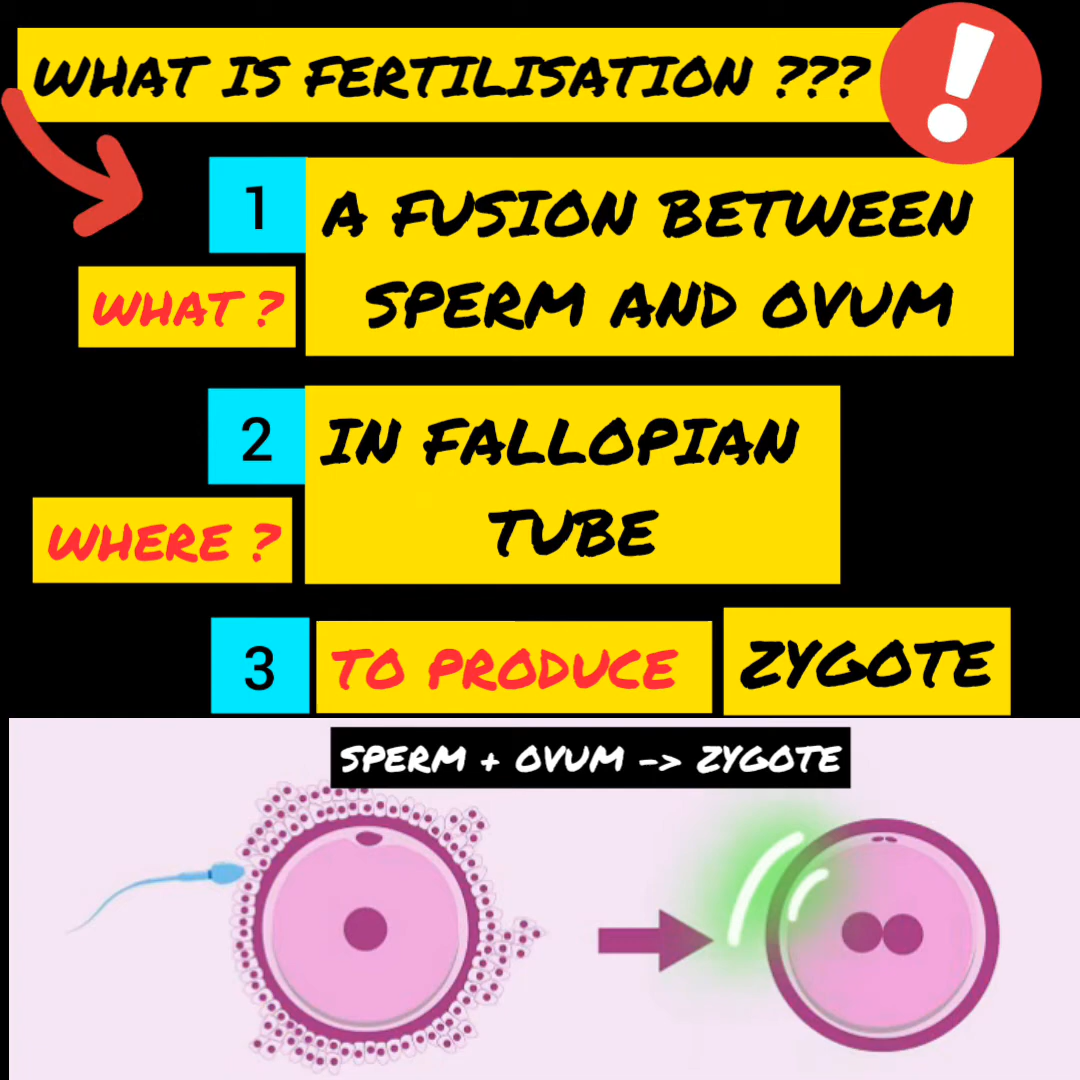 WHAT IS FERTILISATION ???
1
A FUSION BETWEEN
SPERM AND OVUM
WHAT ?
2
IN FALLOPIAN
TUBE
WHERE ?
3
TO PRODUCE
ZYGOTE
SPERM + OVUM -> ZYGOTE